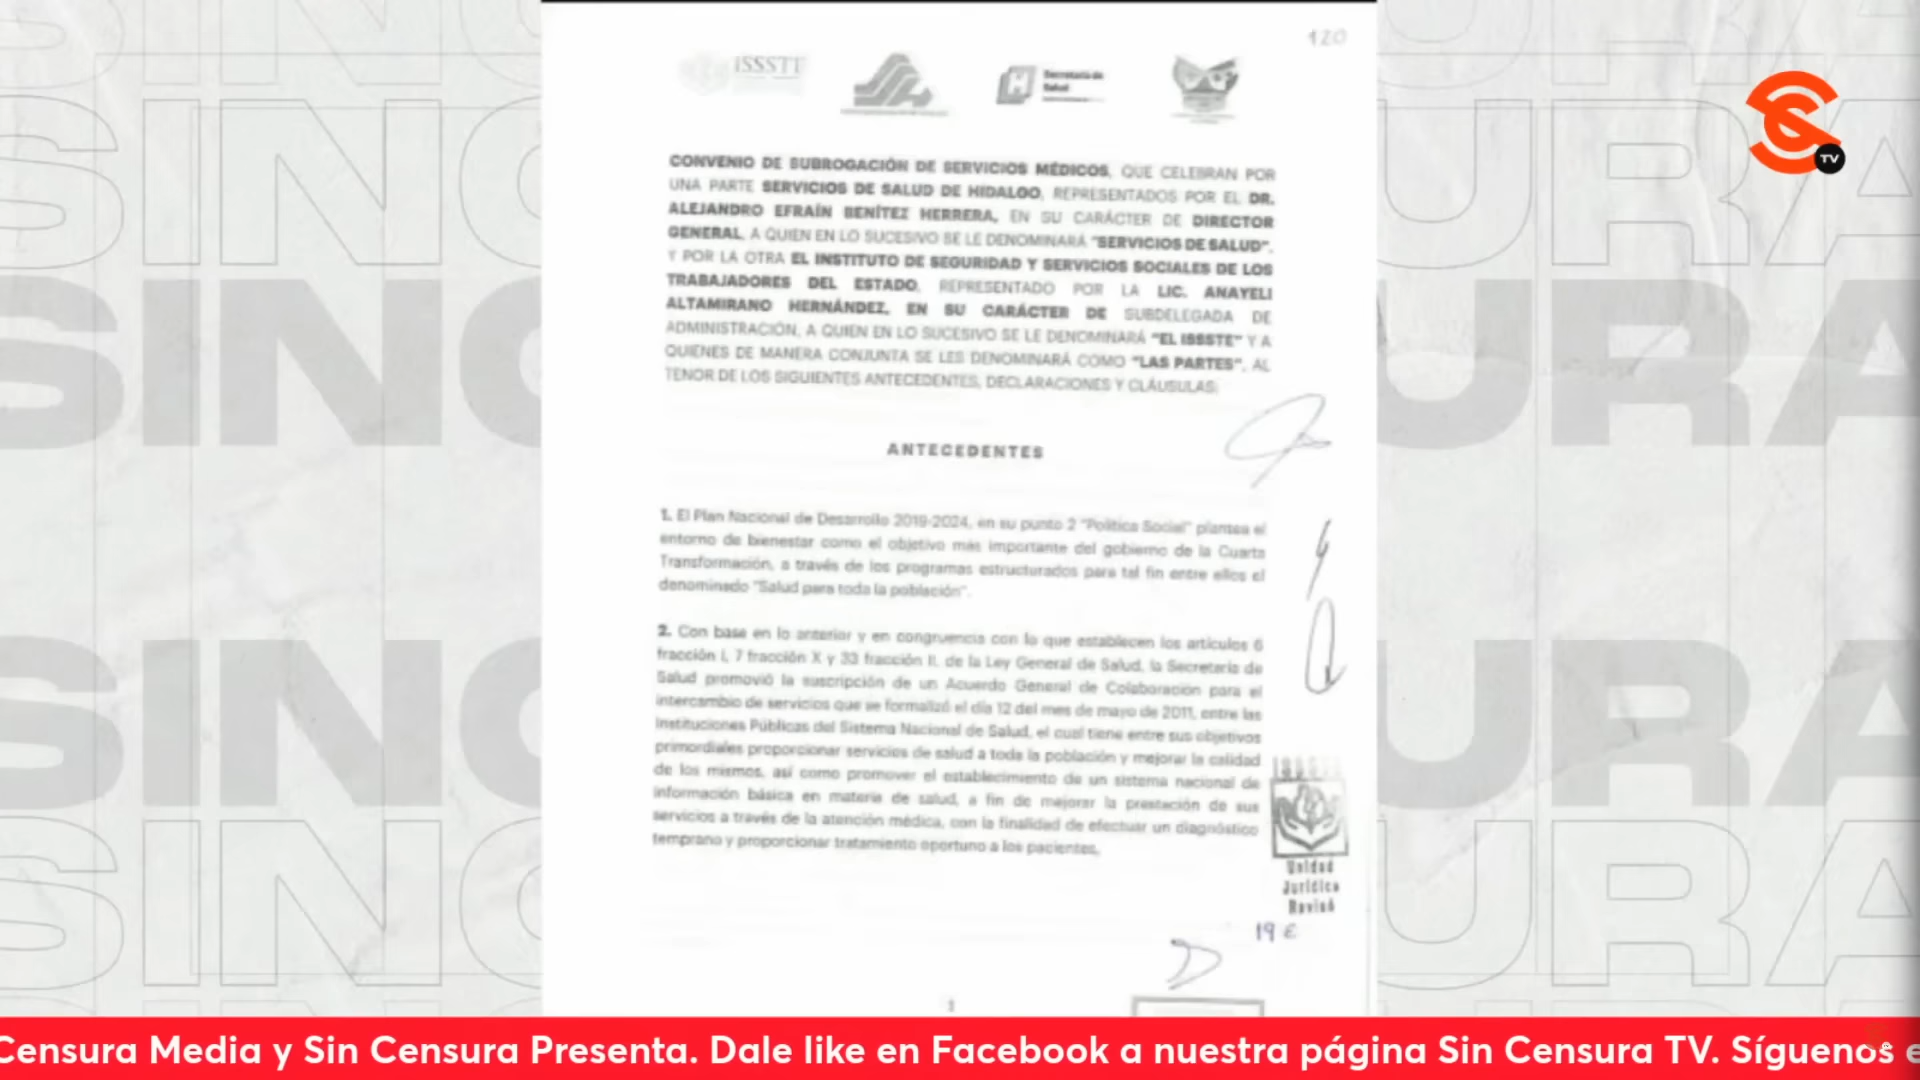 120
ISSSTE
Secretaría de
Salud
TV
CONVENIO DE SUBROGACIÓN DE SERVICIOS MÉDICOS, QUE CELEBRAN POR
UNA PARTE SERVICIOS DE SALUD DE HIDALGO, REPRESENTADOS POR EL DR.
ALEJANDRO EFRAÍN BENÍTEZ HERRERA, EN SU CARÁCTER DE DIRECTOR
GENERAL, A QUIEN EN LO SUCESIVO SE LE DENOMINARÁ "SERVICIOS DE SALUD",
Y POR LA OTRA EL INSTITUTO DE SEGURIDAD Y SERVICIOS SOCIALES DE LOS
TRABAJADORES DEL ESTADO, REPRESENTADO POR LA LIC. ANAYELI
ALTAMIRANO HERNÁNDEZ, EN SU CARÁCTER DE SUBDELEGADA DE
ADMINISTRACIÓN, A QUIEN EN LO SUCESIVO SE LE DENOMINARÁ "EL ISSSTE" Y A
QUIENES DE MANERA CONJUNTA SE LES DENOMINARÁ COMO "LAS PARTES", AL
TENOR DE LOS SIGUIENTES ANTECEDENTES, DECLARACIONES Y CLÁUSULAS:
ANTECEDENTES
1. El Plan Nacional de Desarrollo 2019-2024, en su punto 2 "Política Social" plantea el
entorno de bienestar como el objetivo más importante del gobierno de la Cuarta
Transformación, a través de los programas estructurados para tal fin entre ellos el
denominado "Salud para toda la población".
2. Con base en lo anterior y en congruencia con lo que establecen los artículos 6
fracción I, 7 fracción X y 33 fracción II, de la Ley General de Salud, la Secretaría de
Salud promovió la suscripción de un Acuerdo General de Colaboración para el
intercambio de servicios que se formalizó el día 12 del mes de mayo de 2011, entre las
Instituciones Públicas del Sistema Nacional de Salud, el cual tiene entre sus objetivos
primordiales proporcionar servicios de salud a toda la población y mejorar la calidad
de los mismos, así como promover el establecimiento de un sistema nacional de
información básica en materia de salud, a fin de mejorar la prestación de sus
servicios a través de la atención médica, con la finalidad de efectuar un diagnóstico
temprano y proporcionar tratamiento oportuno a los pacientes.
Unidad
Jurídica
Revisó
19 E
1
Censura Media y Sin Censura Presenta. Dale like en Facebook a nuestra página Sin Censura TV. Síguenos e